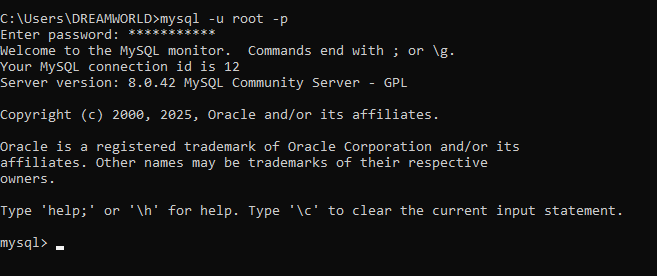 C:\Users\DREAMWORLD>mysql -u root -p
Enter password: ***********
Welcome to the MySQL monitor.  Commands end with ; or \g.
Your MySQL connection id is 12
Server version: 8.0.42 MySQL Community Server - GPL
Copyright (c) 2000, 2025, Oracle and/or its affiliates.
Oracle is a registered trademark of Oracle Corporation and/or its
affiliates. Other names may be trademarks of their respective
owners.
Type 'help;' or '\h' for help. Type '\c' to clear the current input statement.
mysql> _